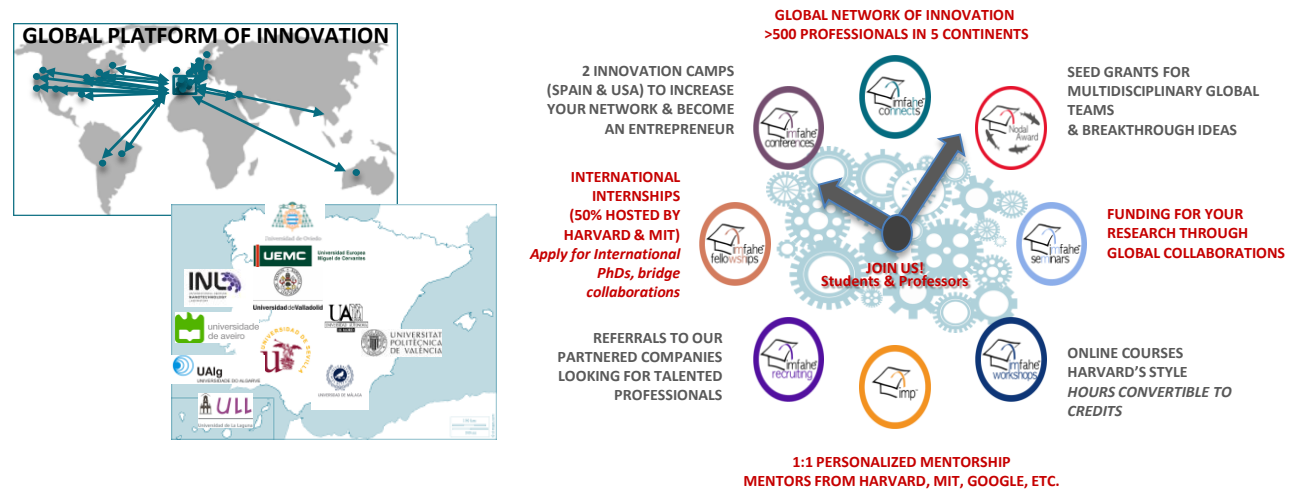 GLOBAL PLATFORM OF INNOVATION
Universidad de Oviedo
UEMC
Universidad Europea
Miguel de Cervantes
INL
UniversidaddeValladolid
UA
universidade
de aveiro
UNIVERSIDAD DE SEVILLA
UNIVERSITAT
POLITÈCNICA
DE VALÈNCIA
UAlg
UNIVERSIDADE DO ALGARVE
UNIVERSIDAD DE MÁLAGA
ULL
Universidad de La Laguna
GLOBAL NETWORK OF INNOVATION
>500 PROFESSIONALS IN 5 CONTINENTS
2 INNOVATION CAMPS
(SPAIN & USA) TO INCREASE
YOUR NETWORK & BECOME
AN ENTREPRENEUR
imfahe
conferences
imfahe
connects
Nodal
Award
SEED GRANTS FOR
MULTIDISCIPLINARY GLOBAL
TEAMS
& BREAKTHROUGH IDEAS
INTERNATIONAL
INTERNSHIPS
(50% HOSTED BY
HARVARD & MIT)
Apply for International
PhDs, bridge
collaborations
imfahe
fellowships
JOIN US!
Students & Professors
imfahe
seminars
FUNDING FOR YOUR
RESEARCH THROUGH
GLOBAL COLLABORATIONS
REFERRALS TO OUR
PARTNERED COMPANIES
LOOKING FOR TALENTED
PROFESSIONALS
imfahe
recruiting
imp
imfahe
workshops
ONLINE COURSES
HARVARD'S STYLE
HOURS CONVERTIBLE TO
CREDITS
1:1 PERSONALIZED MENTORSHIP
MENTORS FROM HARVARD, MIT, GOOGLE, ETC.